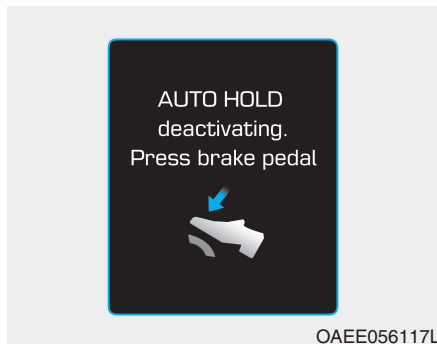 AUTO HOLD
deactivating.
Press brake pedal
OAEE056117L